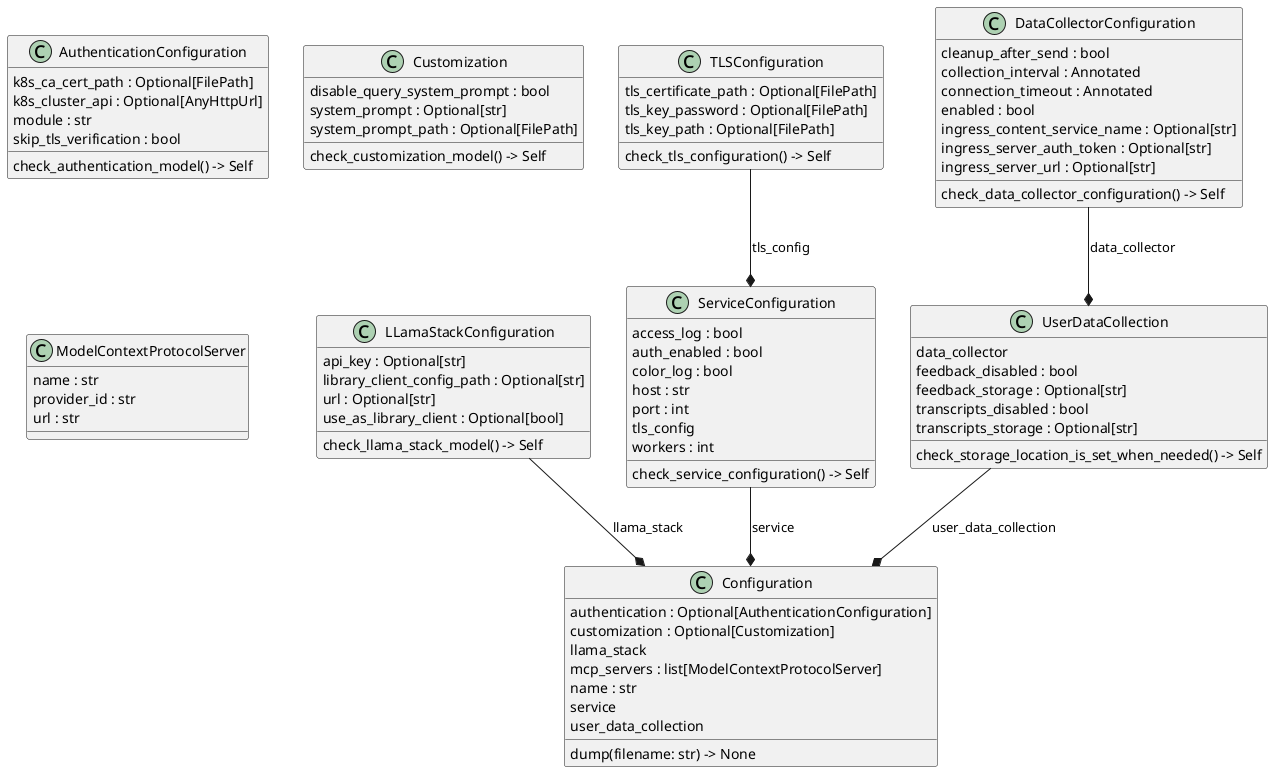 C AuthenticationConfiguration
k8s_ca_cert_path : Optional[FilePath]
k8s_cluster_api : Optional[AnyHttpUrl]
module : str
skip_tls_verification : bool
check_authentication_model() -> Self
C Customization
disable_query_system_prompt : bool
system_prompt : Optional[str]
system_prompt_path : Optional[FilePath]
check_customization_model() -> Self
C TLSConfiguration
tls_certificate_path : Optional[FilePath]
tls_key_password : Optional[FilePath]
tls_key_path : Optional[FilePath]
check_tls_configuration() -> Self
C DataCollectorConfiguration
cleanup_after_send : bool
collection_interval : Annotated
connection_timeout : Annotated
enabled : bool
ingress_content_service_name : Optional[str]
ingress_server_auth_token : Optional[str]
ingress_server_url : Optional[str]
check_data_collector_configuration() -> Self
tls_config
data_collector
C ModelContextProtocolServer
name : str
provider_id : str
url : str
C LLamaStackConfiguration
api_key : Optional[str]
library_client_config_path : Optional[str]
url : Optional[str]
use_as_library_client : Optional[bool]
check_llama_stack_model() -> Self
C ServiceConfiguration
access_log : bool
auth_enabled : bool
color_log : bool
host : str
port : int
tls_config
workers : int
check_service_configuration() -> Self
C UserDataCollection
data_collector
feedback_disabled : bool
feedback_storage : Optional[str]
transcripts_disabled : bool
transcripts_storage : Optional[str]
check_storage_location_is_set_when_needed() -> Self
llama_stack
service
user_data_collection
C Configuration
authentication : Optional[AuthenticationConfiguration]
customization : Optional[Customization]
llama_stack
mcp_servers : list[ModelContextProtocolServer]
name : str
service
user_data_collection
dump(filename: str) -> None